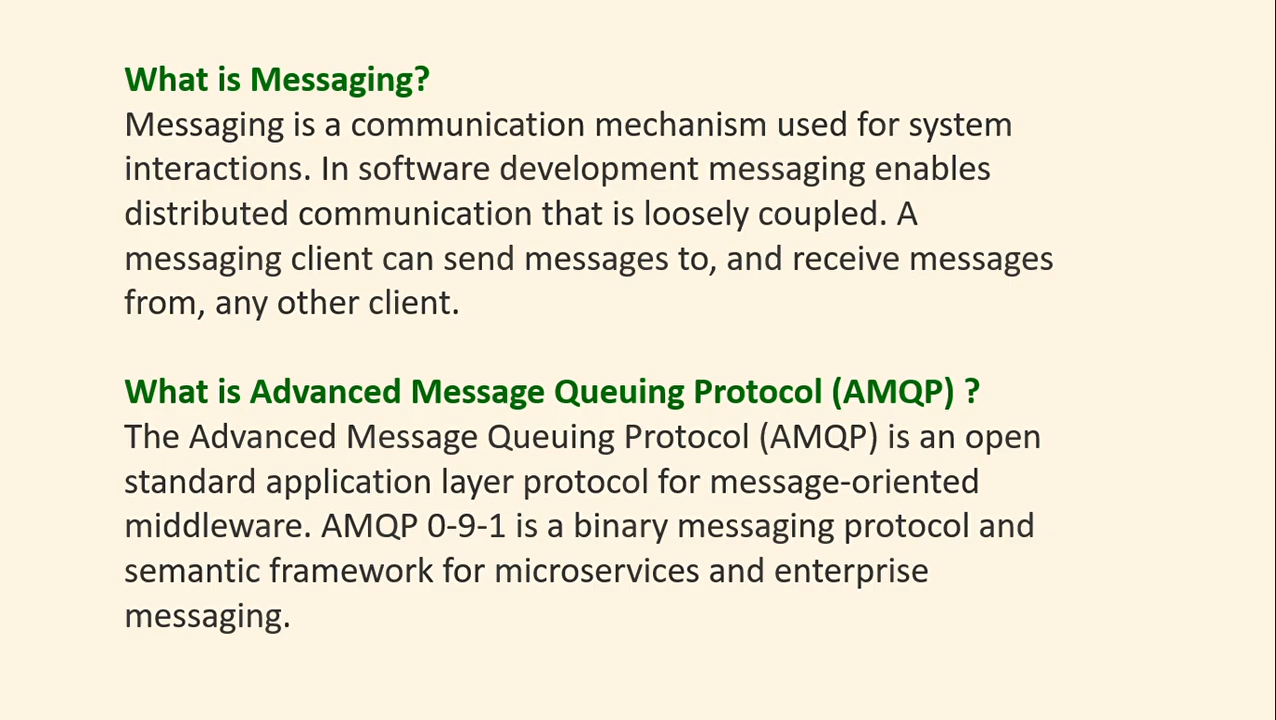 What is Messaging?
Messaging is a communication mechanism used for system
interactions. In software development messaging enables
distributed communication that is loosely coupled. A
messaging client can send messages to, and receive messages
from, any other client.
What is Advanced Message Queuing Protocol (AMQP) ?
The Advanced Message Queuing Protocol (AMQP) is an open
standard application layer protocol for message-oriented
middleware. AMQP 0-9-1 is a binary messaging protocol and
semantic framework for microservices and enterprise
messaging.